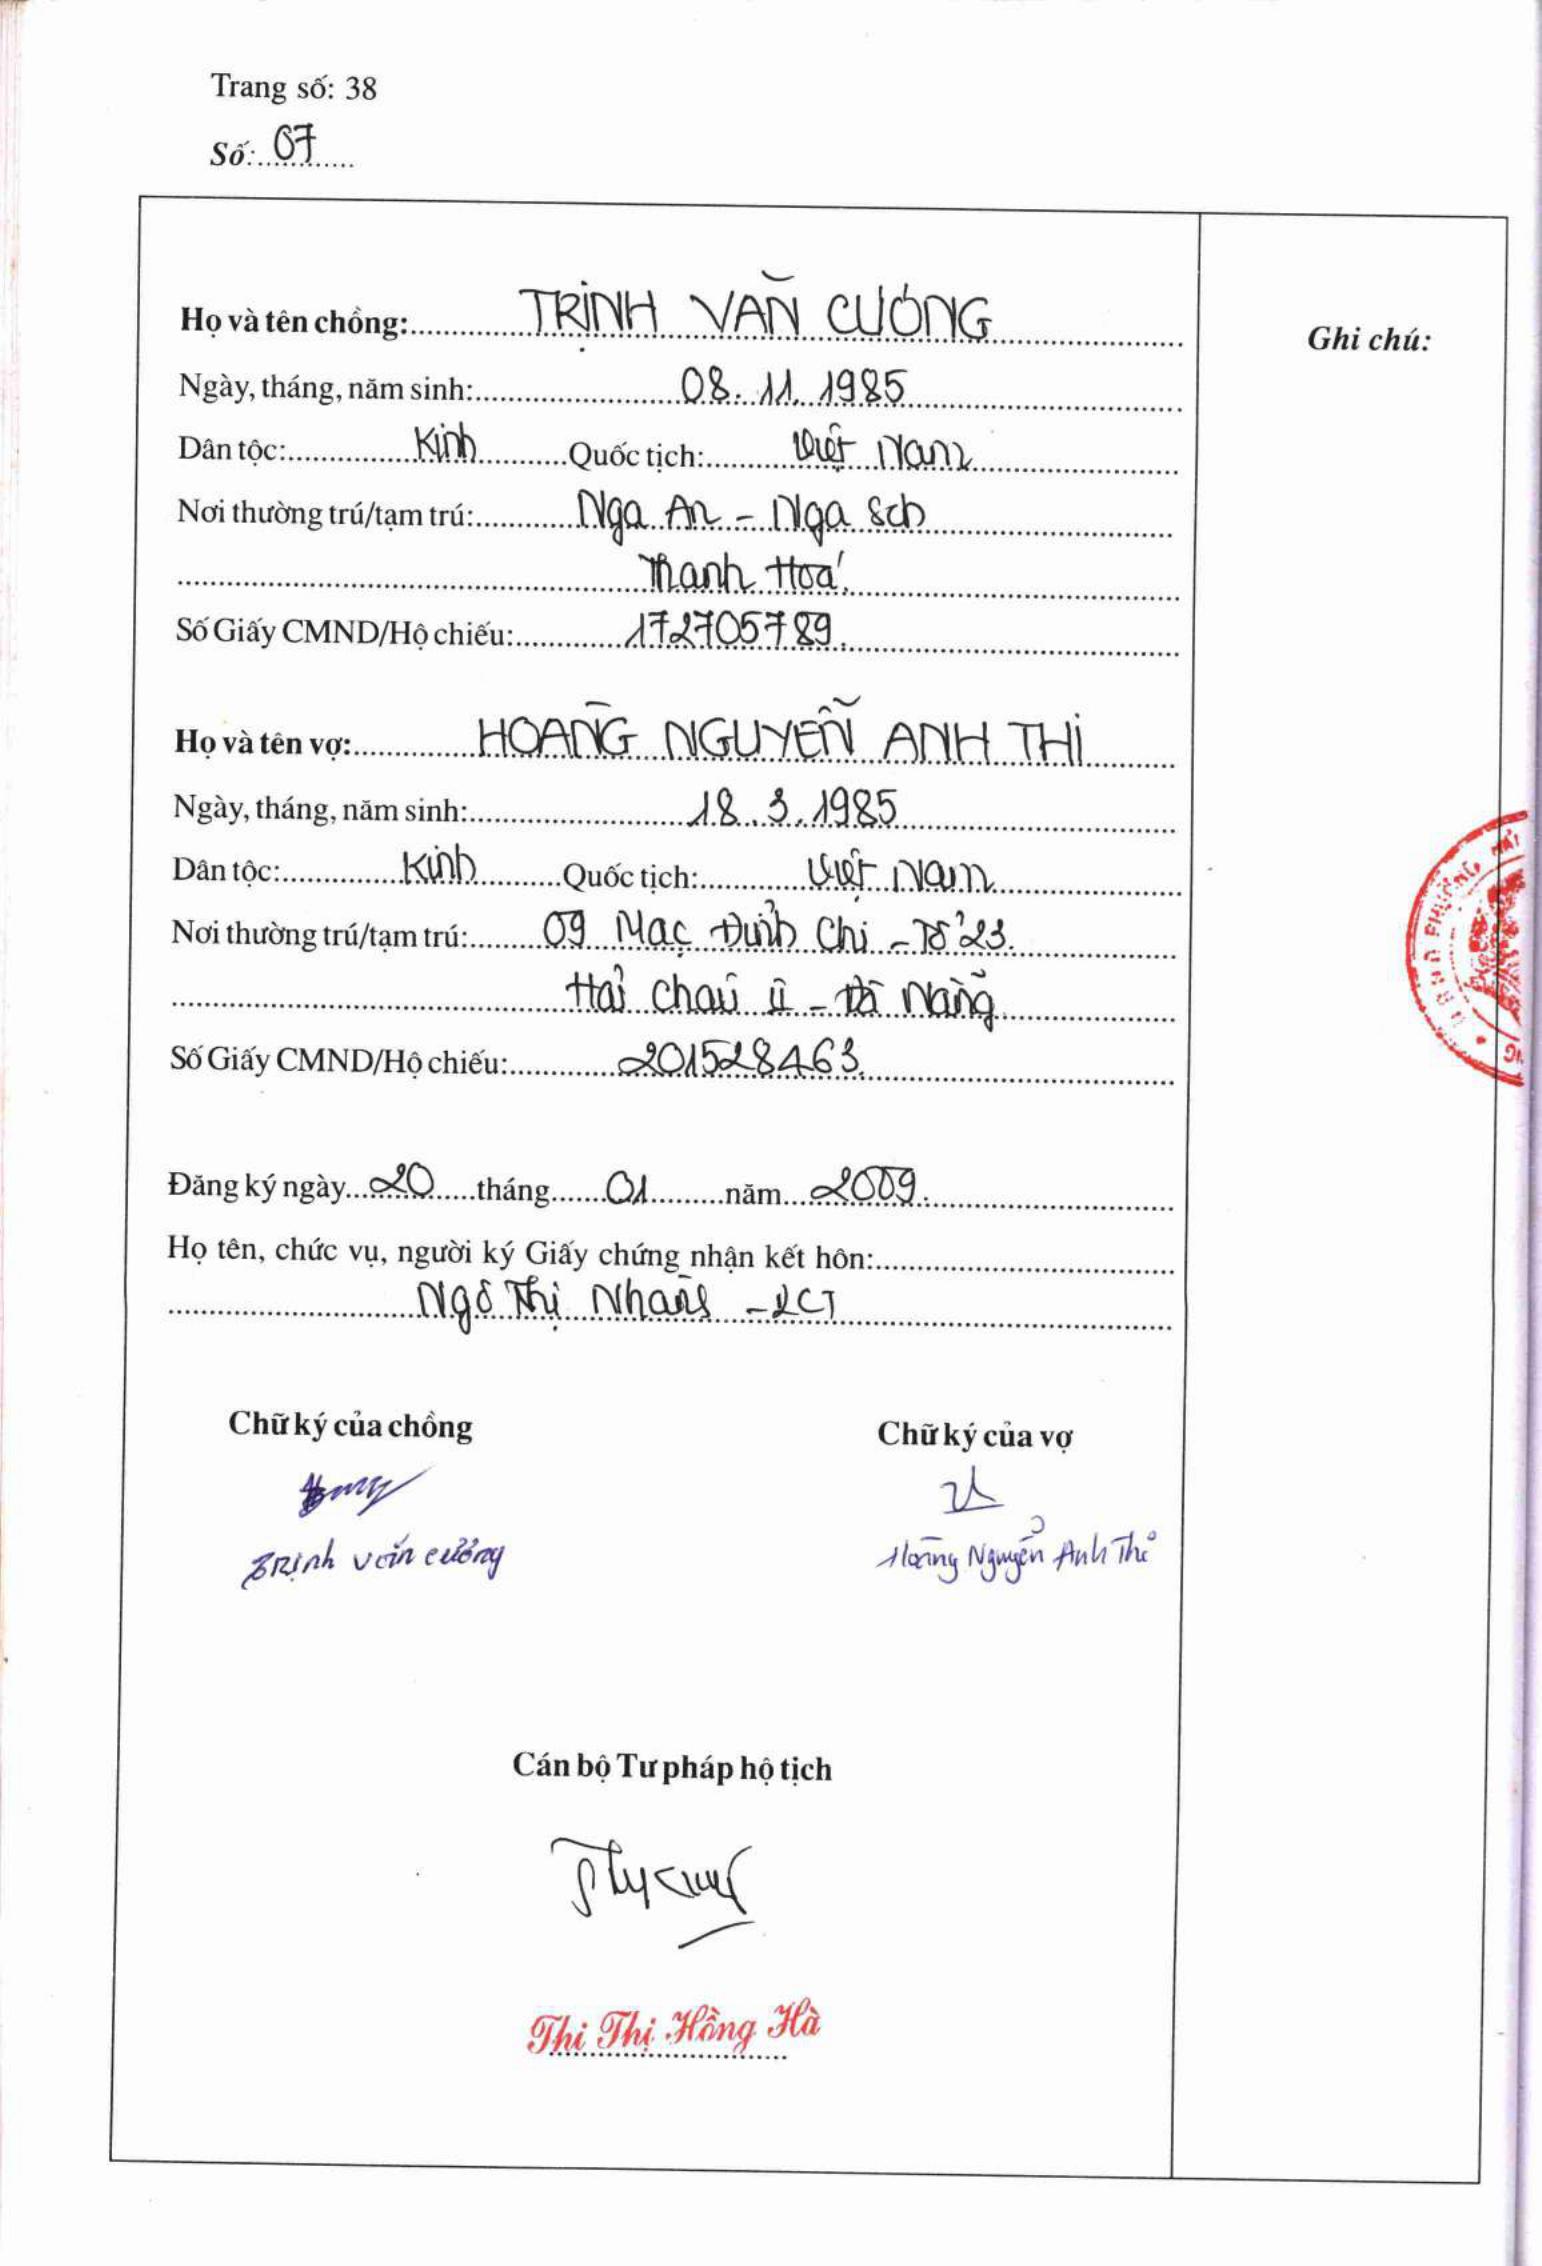 Trang số: 38
Số: 07
Họ và tên chồng: TRỊNH VĂN CƯỜNG
Ghi chú:
Ngày, tháng, năm sinh: 08.11.1985
Dân tộc: Kinh Quốc tịch: Việt Nam
Nơi thường trú/tạm trú: Nga An - Nga Sơn
Thanh Hoá.
Số Giấy CMND/Hộ chiếu: 172705789.
Họ và tên vợ: HOÀNG NGUYỄN ANH THI
Ngày, tháng, năm sinh: 18.3.1985
Dân tộc: Kinh Quốc tịch: Việt Nam
Nơi thường trú/tạm trú: 09 Mạc Đỉnh Chi - Tổ 23.
Hải Châu II - Đà Nẵng
Số Giấy CMND/Hộ chiếu: 201528463.
Đăng ký ngày 20 tháng 01 năm 2009.
Họ tên, chức vụ, người ký Giấy chứng nhận kết hôn:
Ngô Thị - PCT
Chữ ký của chồng
Chữ ký của vợ
Trịnh Văn Cường
Hoàng Nguyễn Anh Thi
Cán bộ Tư pháp hộ tịch
Thi Thị Hồng Hà
U.B.N.D PHƯỜNG HẢI